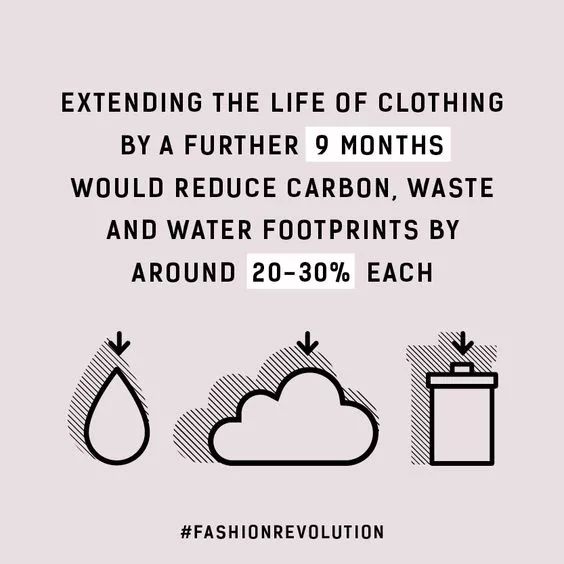 EXTENDING THE LIFE OF CLOTHING
BY A FURTHER 9 MONTHS
WOULD REDUCE CARBON, WASTE
AND WATER FOOTPRINTS BY
AROUND 20-30% EACH
#FASHIONREVOLUTION